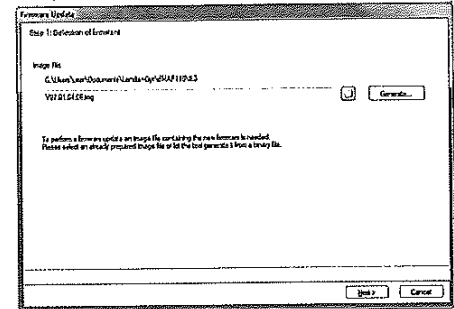 Firmware Update
Step 1: Selection of firmware
Image File
Generate...
To perform a firmware update an image file containing the new firmware is needed.
Please select an already prepared image file or let the tool generate it from a binary file.
Next >
Cancel